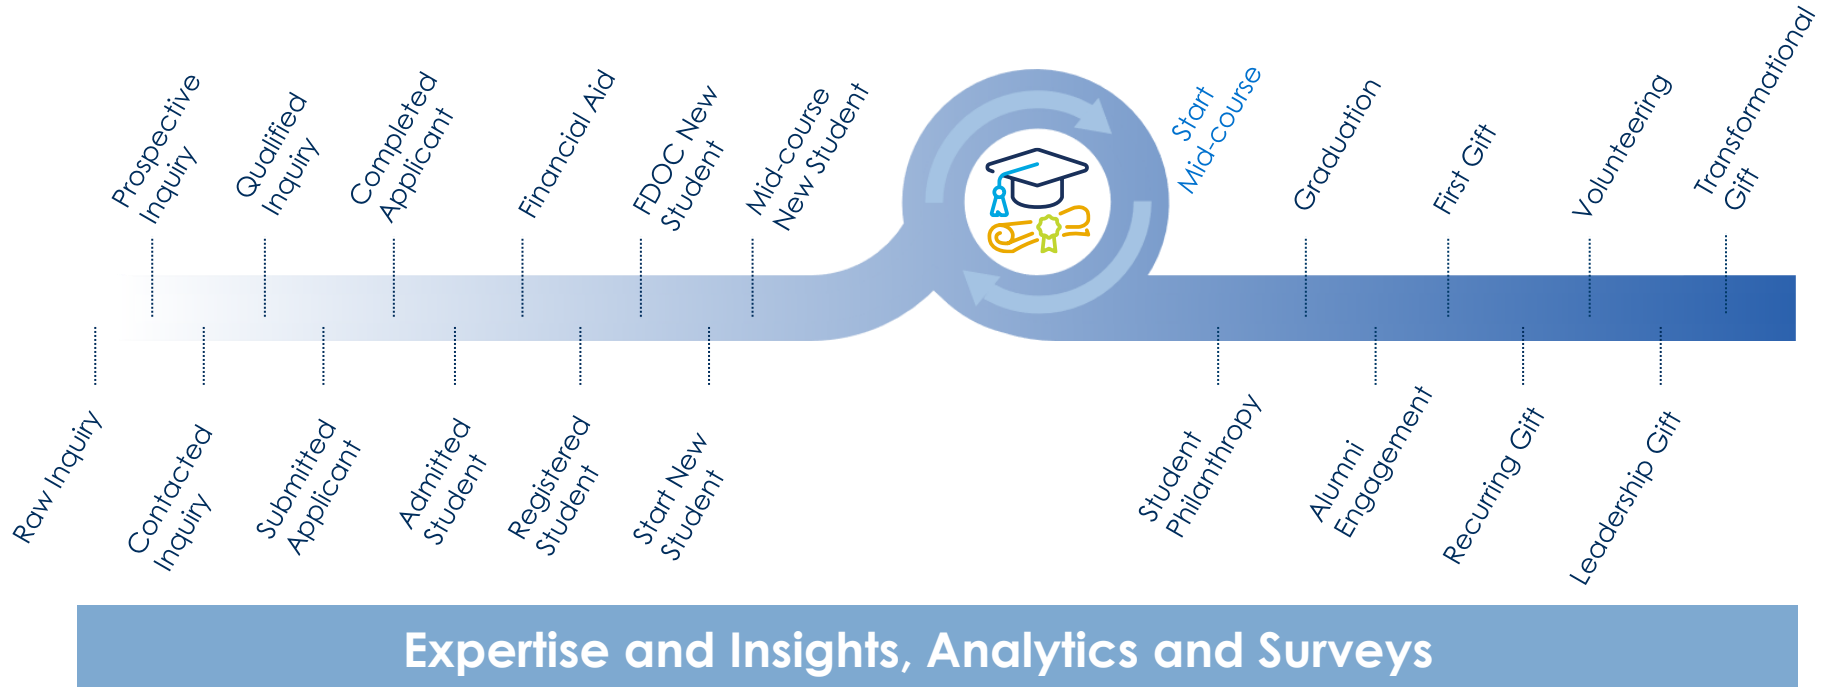 Prospective
Inquiry
Qualified
Inquiry
Completed
Applicant
Financial Aid
FDOC New
Student
Mid-course
New Student
Start
Mid-course
Graduation
First Gift
Volunteering
Transformational
Gift
Raw Inquiry
Contacted
Inquiry
Submitted
Applicant
Admitted
Student
Registered
Student
Start New
Student
Student
Philanthropy
Alumni
Engagement
Recurring Gift
Leadership Gift
Expertise and Insights, Analytics and Surveys